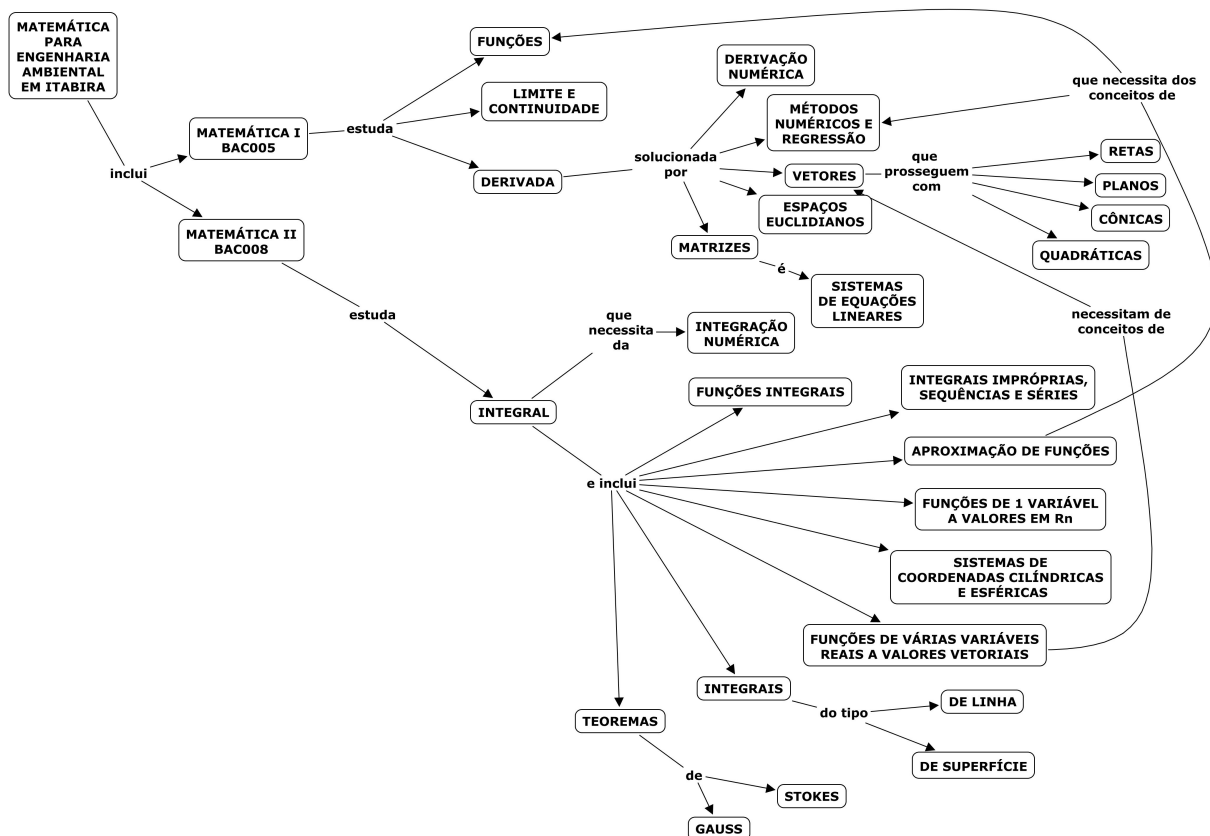 MATEMÁTICA
PARA
ENGENHARIA
AMBIENTAL
EM ITABIRA
inclui
MATEMÁTICA I
BAC005
estuda
FUNÇÕES
LIMITE E
CONTINUIDADE
DERIVADA
solucionada
por
DERIVAÇÃO
NUMÉRICA
MÉTODOS
NUMÉRICOS E
REGRESSÃO
VETORES
ESPAÇOS
EUCLIDIANOS
MATRIZES
é
SISTEMAS
DE EQUAÇÕES
LINEARES
que
prosseguem
com
RETAS
PLANOS
CÔNICAS
QUADRÁTICAS
que necessita dos
conceitos de
necessitam de
conceitos de
MATEMÁTICA II
BAC008
estuda
INTEGRAL
que
necessita
da
INTEGRAÇÃO
NUMÉRICA
e inclui
FUNÇÕES INTEGRAIS
INTEGRAIS IMPRÓPRIAS,
SEQUÊNCIAS E SÉRIES
APROXIMAÇÃO DE FUNÇÕES
FUNÇÕES DE 1 VARIÁVEL
A VALORES EM Rn
SISTEMAS DE
COORDENADAS CILÍNDRICAS
E ESFÉRICAS
FUNÇÕES DE VÁRIAS VARIÁVEIS
REAIS A VALORES VETORIAIS
INTEGRAIS
do tipo
DE LINHA
DE SUPERFÍCIE
TEOREMAS
de
STOKES
GAUSS